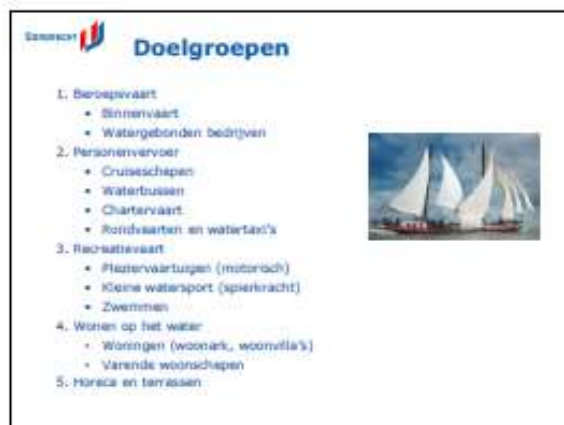 DORDRECHT
Doelgroepen
1. Beroepsvaart
• Binnenvaart
• Watergebonden bedrijven
2. Personenvervoer
• Cruiseschepen
• Waterbussen
• Chartervaart
• Rondvaarten en watertaxi's
3. Recreatievaart
• Pleziervaartuigen (motorisch)
• Kleine watersport (spierkracht)
• Zwemmen
4. Wonen op het water
• Woningen (woonark, woonvilla's)
• Varende woonschepen
5. Horeca en terrassen